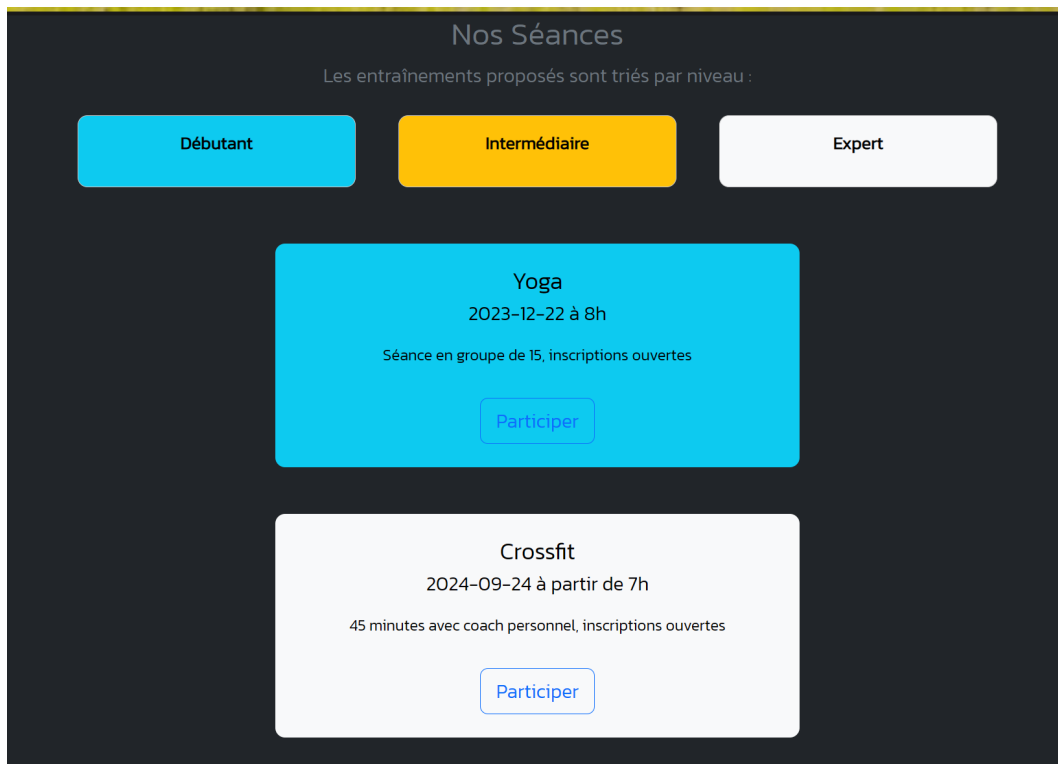 Nos Séances
Les entraînements proposés sont triés par niveau :
Débutant
Intermédiaire
Expert
Yoga
2023-12-22 à 8h
Séance en groupe de 15, inscriptions ouvertes
Participer
Crossfit
2024-09-24 à partir de 7h
45 minutes avec coach personnel, inscriptions ouvertes
Participer